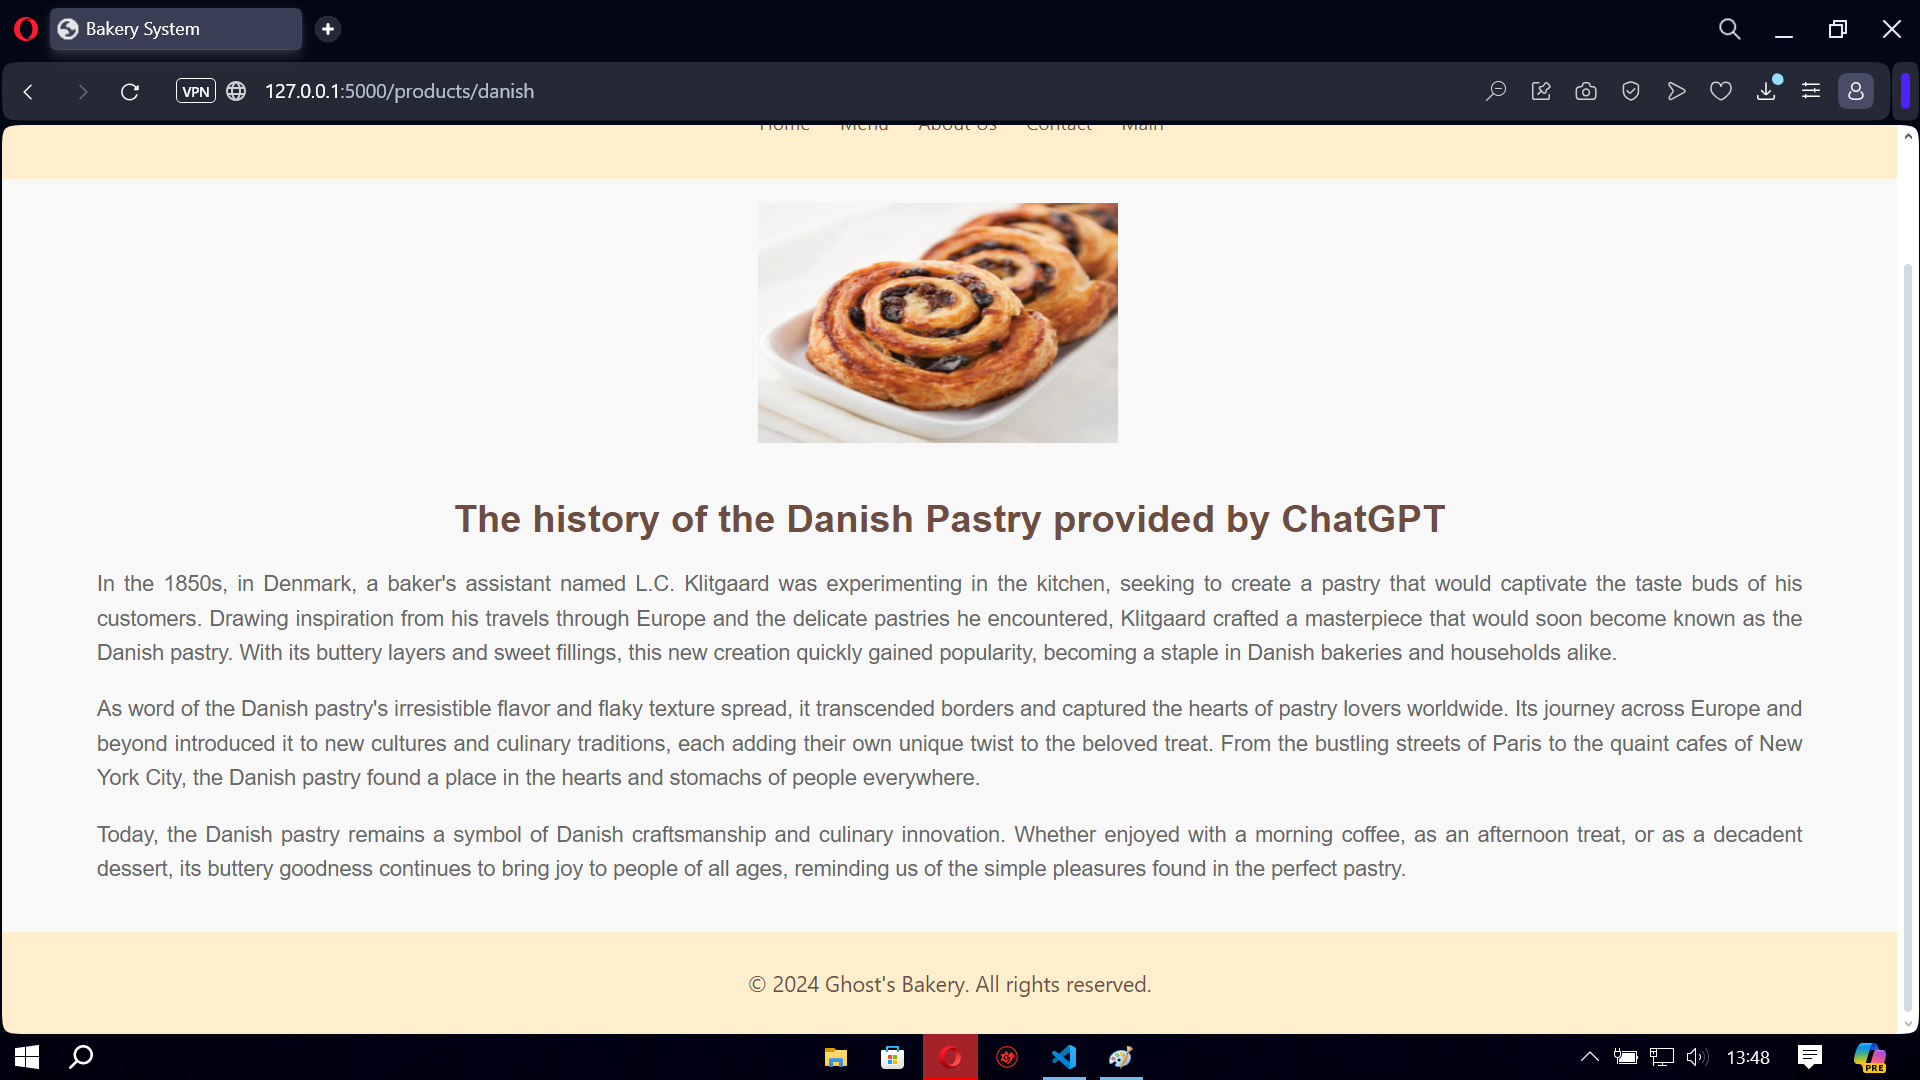 Bakery System
VPN
127.0.0.1:5000/products/danish
Home Menu About Us Contact Main
The history of the Danish Pastry provided by ChatGPT
In the 1850s, in Denmark, a baker's assistant named L.C. Klitgaard was experimenting in the kitchen, seeking to create a pastry that would captivate the taste buds of his
customers. Drawing inspiration from his travels through Europe and the delicate pastries he encountered, Klitgaard crafted a masterpiece that would soon become known as the
Danish pastry. With its buttery layers and sweet fillings, this new creation quickly gained popularity, becoming a staple in Danish bakeries and households alike.
As word of the Danish pastry's irresistible flavor and flaky texture spread, it transcended borders and captured the hearts of pastry lovers worldwide. Its journey across Europe and
beyond introduced it to new cultures and culinary traditions, each adding their own unique twist to the beloved treat. From the bustling streets of Paris to the quaint cafes of New
York City, the Danish pastry found a place in the hearts and stomachs of people everywhere.
Today, the Danish pastry remains a symbol of Danish craftsmanship and culinary innovation. Whether enjoyed with a morning coffee, as an afternoon treat, or as a decadent
dessert, its buttery goodness continues to bring joy to people of all ages, reminding us of the simple pleasures found in the perfect pastry.
© 2024 Ghost's Bakery. All rights reserved.
13:48
PRE